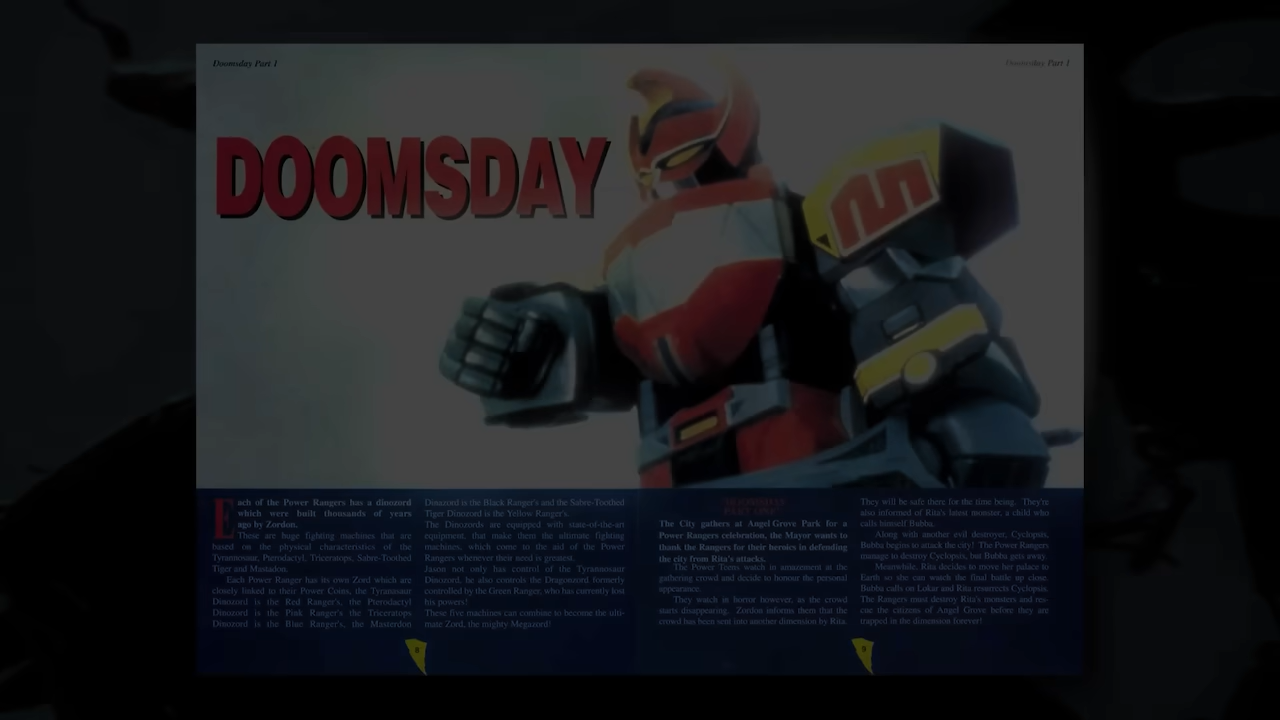 Doomsday Part 1
Doomsday Part 1
DOOMSDAY
Each of the Power Rangers has a dinozord
which were built thousands of years
ago by Zordon.
These are huge fighting machines that are
based on the physical characteristics of the
Tyrannosaur, Pterodactyl, Triceratops, Sabre-Toothed
Tiger and Mastadon.
Each Power Ranger has its own Zord which are
closely linked to their Power Coins, the Tyranasaur
Dinozord is the Red Ranger's, the Pterodactyl
Dinozord is the Pink Ranger's, the Triceratops
Dinozord is the Blue Ranger's, the Masterdon
Dinozord is the Black Ranger's and the Sabre-Toothed
Tiger Dinozord is the Yellow Ranger's.
The Dinozords are equipped with state-of-the-art
equipment, that make them the ultimate fighting
machines, which come to the aid of the Power
Rangers whenever their need is greatest.
Jason not only has control of the Tyrannosaur
Dinozord, he also controls the Dragonzord formerly
controlled by the Green Ranger, who has currently lost
his powers!
These five machines can combine to become the ulti-
mate Zord, the mighty Megazord!
8
"DOOMSDAY
PART ONE"
The City gathers at Angel Grove Park for a
Power Rangers celebration, the Mayor wants to
thank the Rangers for their heroics in defending
the city from Rita's attacks.
The Power Teens watch in amazement at the
gathering crowd and decide to honour the personal
appearance.
They watch in horror however, as the crowd
starts disappearing. Zordon informs them that the
crowd has been sent into another dimension by Rita.
They will be safe there for the time being. They're
also informed of Rita's latest monster, a child who
calls himself Bubba.
Along with another evil destroyer, Cyclopsis,
Bubba begins to attack the city! The Power Rangers
manage to destroy Cyclopsis, but Bubba gets away.
Meanwhile, Rita decides to move her palace to
Earth so she can watch the final battle up close.
Bubba calls on Lokar and Rita resurrects Cyclopsis.
The Rangers must destroy Rita's monsters and res-
cue the citizens of Angel Grove before they are
trapped in the dimension forever!
9